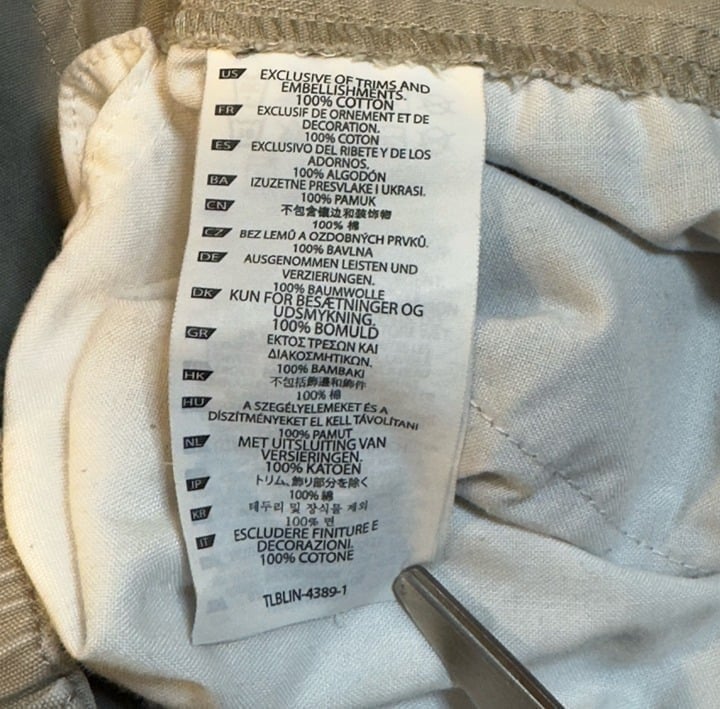 US EXCLUSIVE OF TRIMS AND
EMBELLISHMENTS.
100% COTTON
FR EXCLUSIF DE ORNEMENT ET DE
DECORATION.
100% COTON
ES EXCLUSIVO DEL RIBETE Y DE LOS
ADORNOS.
100% ALGODÓN
BA IZUZETNE PRESVLAKE I UKRASI.
100% PAMUK
CN 不包含镶边和装饰物
100% 棉
CZ BEZ LEMŮ A OZDOBNÝCH PRVKŮ.
100% BAVLNA
DE AUSGENOMMEN LEISTEN UND
VERZIERUNGEN.
100% BAUMWOLLE
DK KUN FOR BESÆTNINGER OG
UDSMYKNING.
100% BOMULD
GR ΕΚΤΟΣ ΤΡΕΣΩΝ ΚΑΙ
ΔΙΑΚΟΣΜΗΤΙΚΩΝ.
100% ΒΑΜΒΑΚΙ
HK 不包括飾邊和飾件
100% 棉
HU A SZEGÉLYELEMEKET ÉS A
DÍSZÍTMÉNYEKET EL KELL TÁVOLÍTANI
100% PAMUT
NL MET UITSLUITING VAN
VERSIERINGEN.
100% KATOEN
JP トリム、飾り部分を除く
100% 綿
KR 테두리 및 장식물 제외
100% 면
IT ESCLUDERE FINITURE E
DECORAZIONI.
100% COTONE
TLBLIN-4389-1